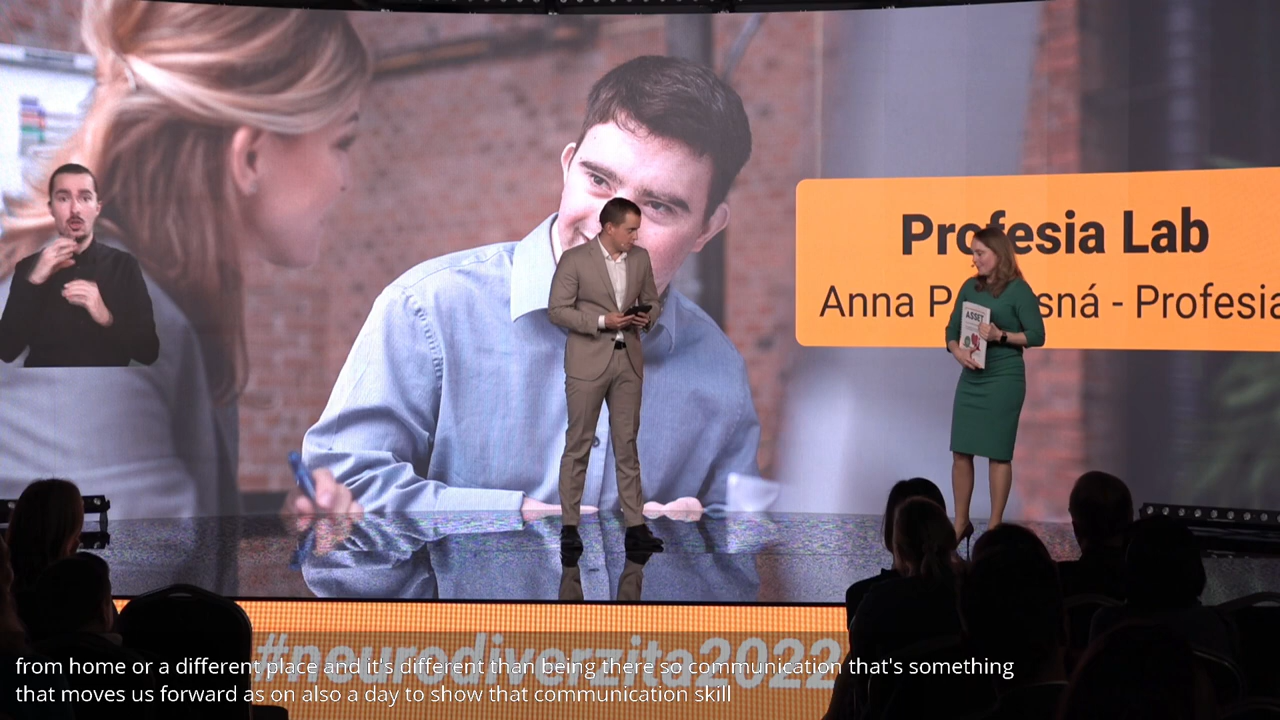 Profesia Lab
Anna P sná - Profesia
ASSET
#neurodiverzita2022
from home or a different place and it's different than being there so communication that's something
that moves us forward as on also a day to show that communication skill